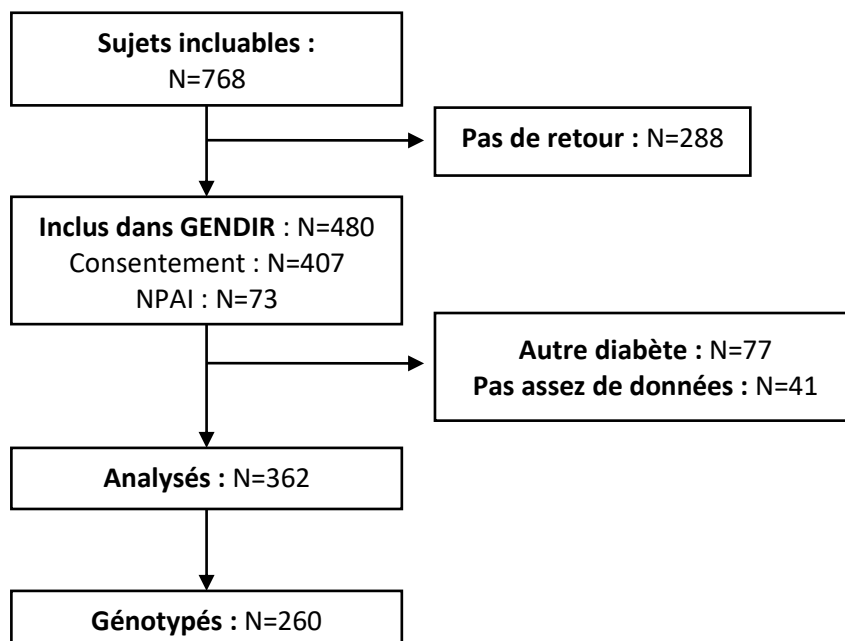 Sujets incluables :
N=768
Pas de retour : N=288
Inclus dans GENDIR : N=480
Consentement : N=407
NPAI : N=73
Autre diabète : N=77
Pas assez de données : N=41
Analysés : N=362
Génotypés : N=260